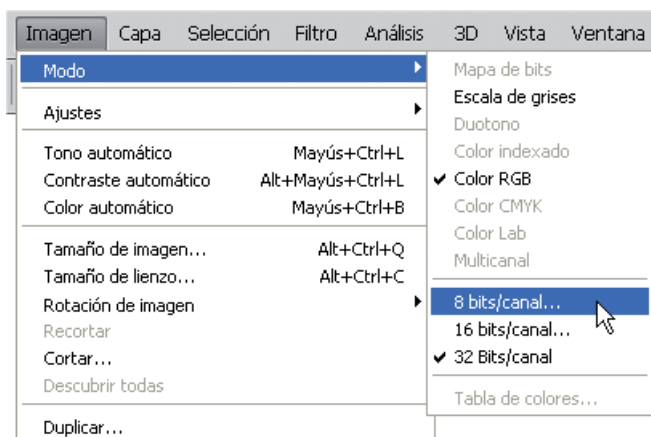 Imagen Capa Selección Filtro Análisis 3D Vista Ventana
Modo
Ajustes
Tono automático Mayús+Ctrl+L
Contraste automático Alt+Mayús+Ctrl+L
Color automático Mayús+Ctrl+B
Tamaño de imagen... Alt+Ctrl+Q
Tamaño de lienzo... Alt+Ctrl+C
Rotación de imagen
Recortar
Cortar...
Descubrir todas
Duplicar...
Mapa de bits
Escala de grises
Duotono
Color indexado
✓ Color RGB
Color CMYK
Color Lab
Multicanal
8 bits/canal...
16 bits/canal...
✓ 32 Bits/canal
Tabla de colores...